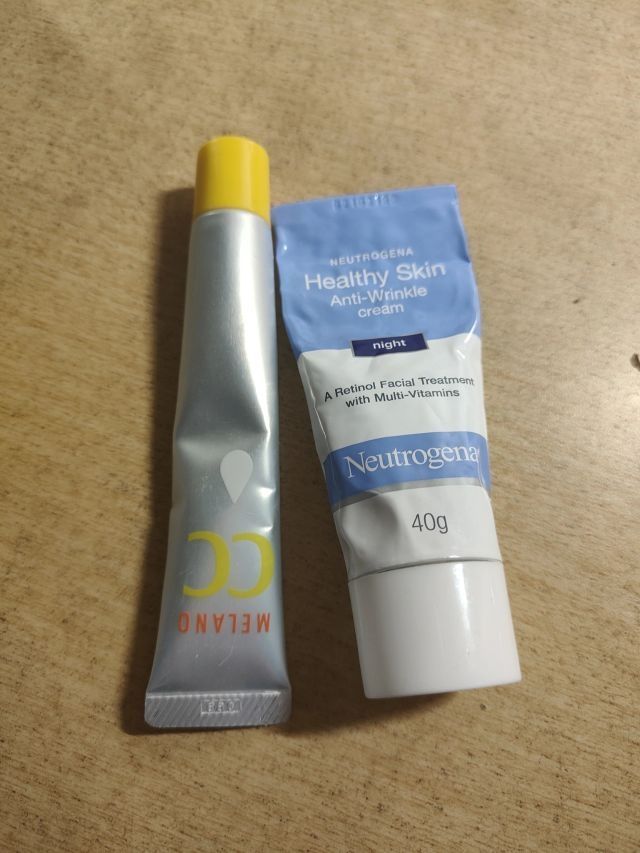 MELANO
CC
NEUTROGENA
Healthy Skin
Anti-Wrinkle
cream
night
A Retinol Facial Treatment
with Multi-Vitamins
Neutrogena
40g